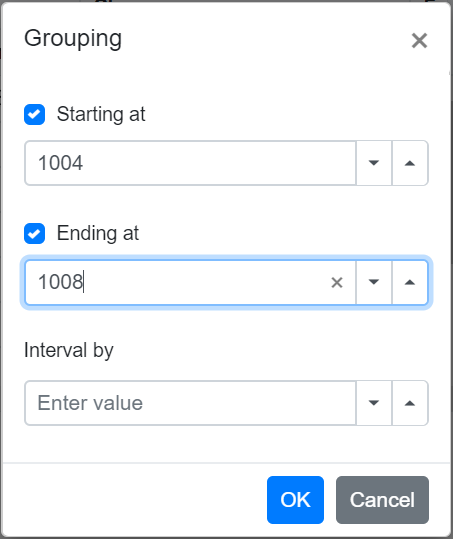 Grouping
Starting at
1004
Ending at
1008
Interval by
Enter value
OK Cancel